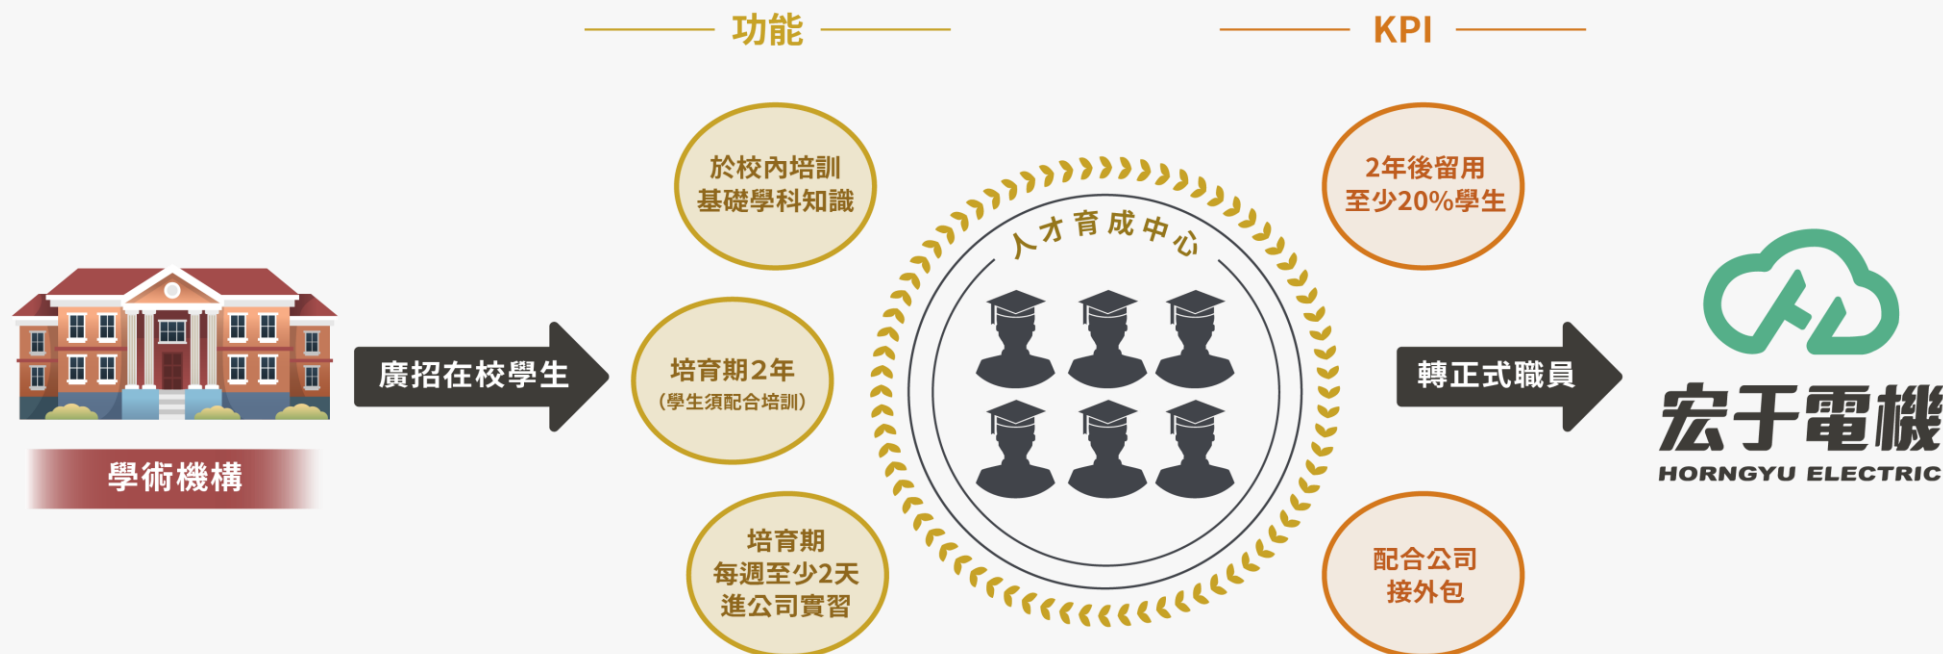 功能
KPI
於校內培訓
基礎學科知識
培育期2年
(學生須配合培訓)
培育期
每週至少2天
進公司實習
人才育成中心
2年後留用
至少20%學生
配合公司
接外包
廣招在校學生
學術機構
轉正式職員
宏于電機
HORNGYU ELECTRIC